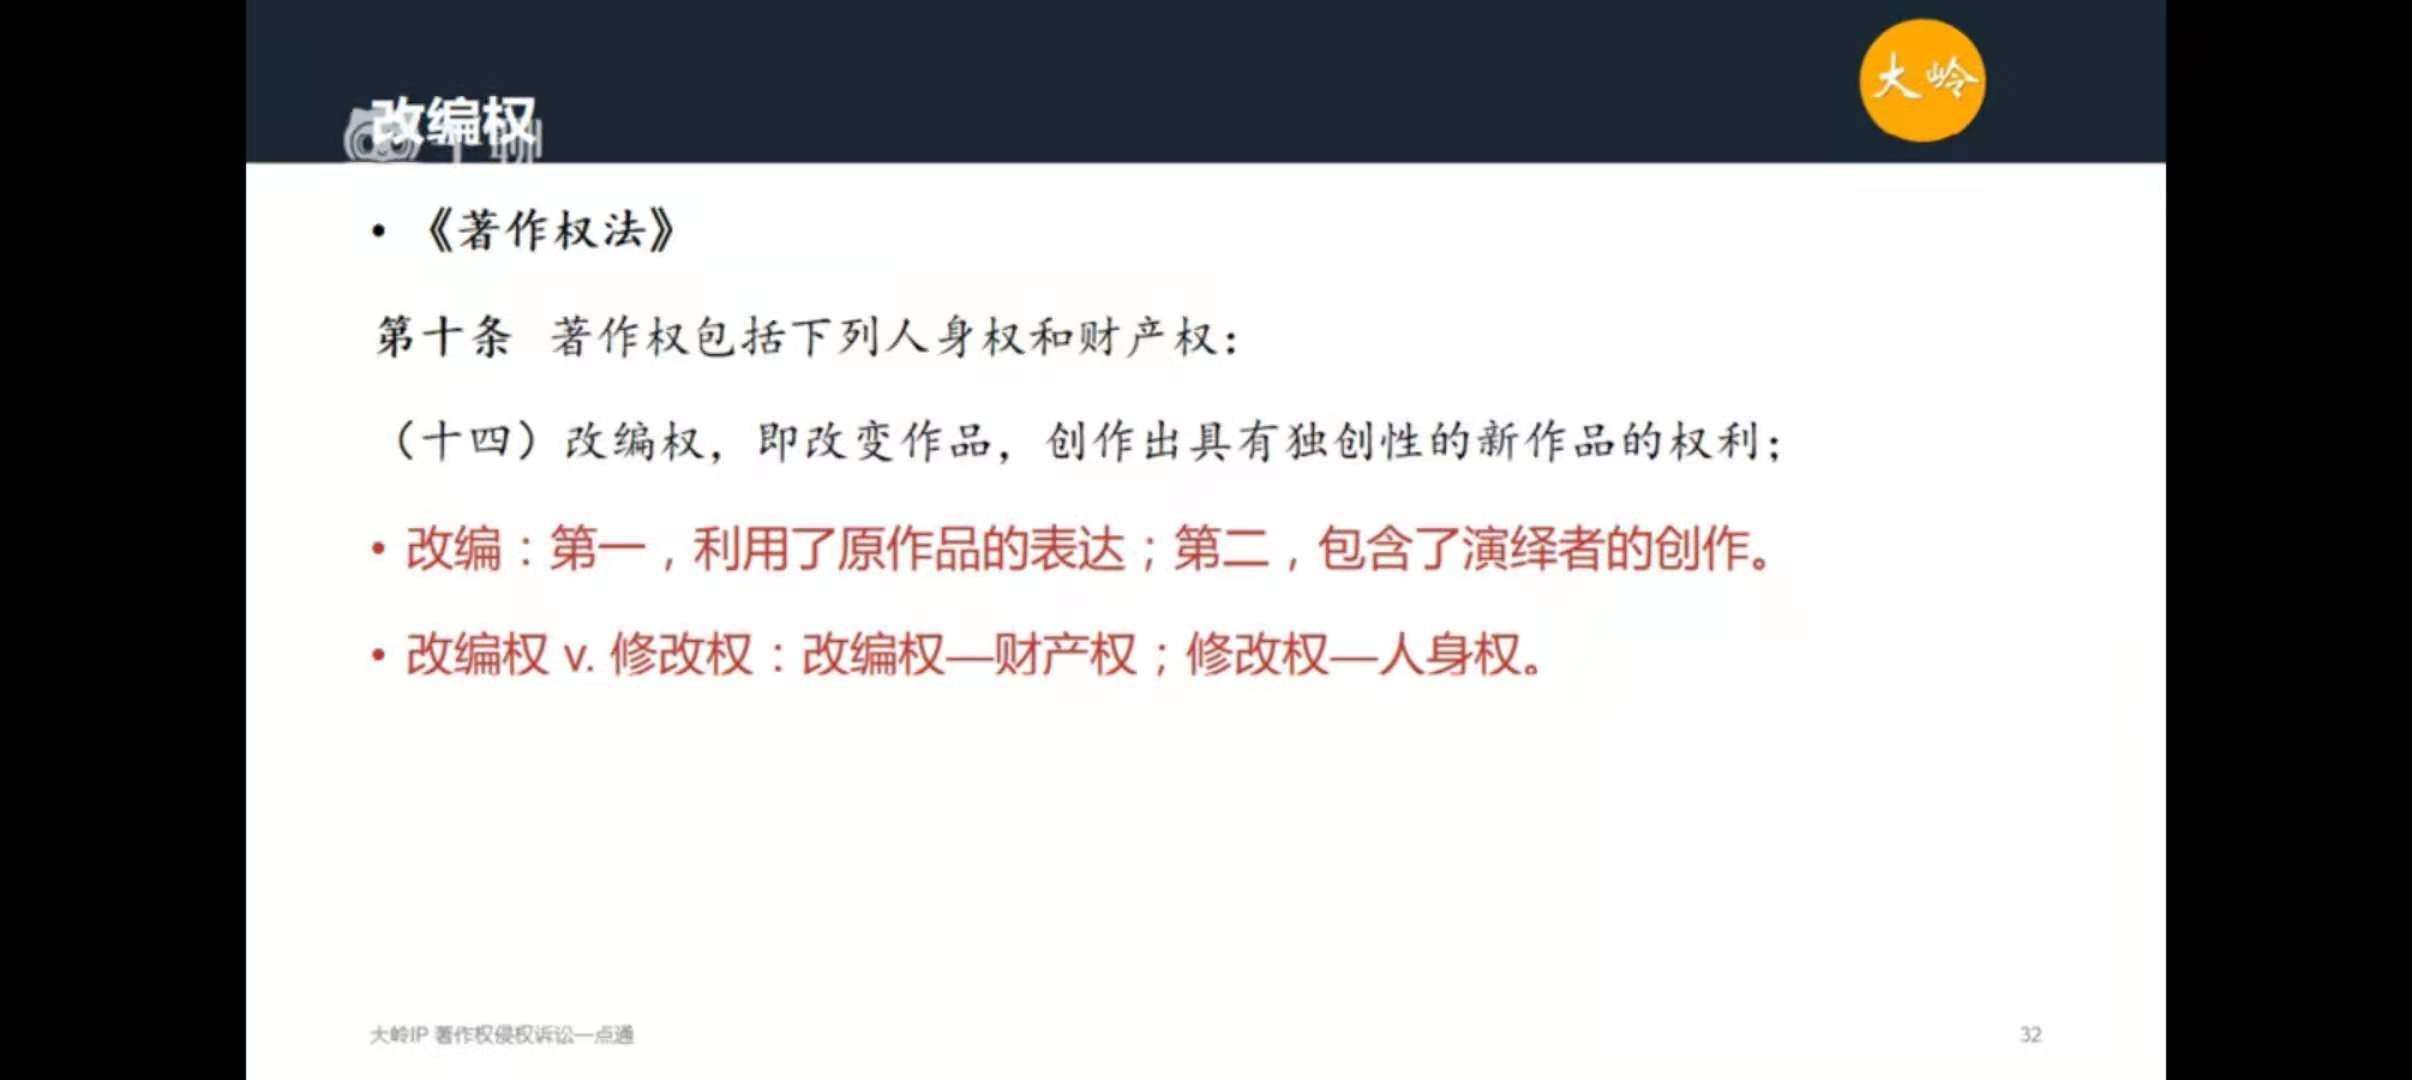 大岭
改编权
• 《著作权法》
第十条 著作权包括下列人身权和财产权：
（十四）改编权，即改变作品，创作出具有独创性的新作品的权利；
• 改编：第一，利用了原作品的表达；第二，包含了演绎者的创作。
• 改编权 v. 修改权：改编权—财产权；修改权—人身权。
大岭IP 著作权侵权诉讼一点通
32